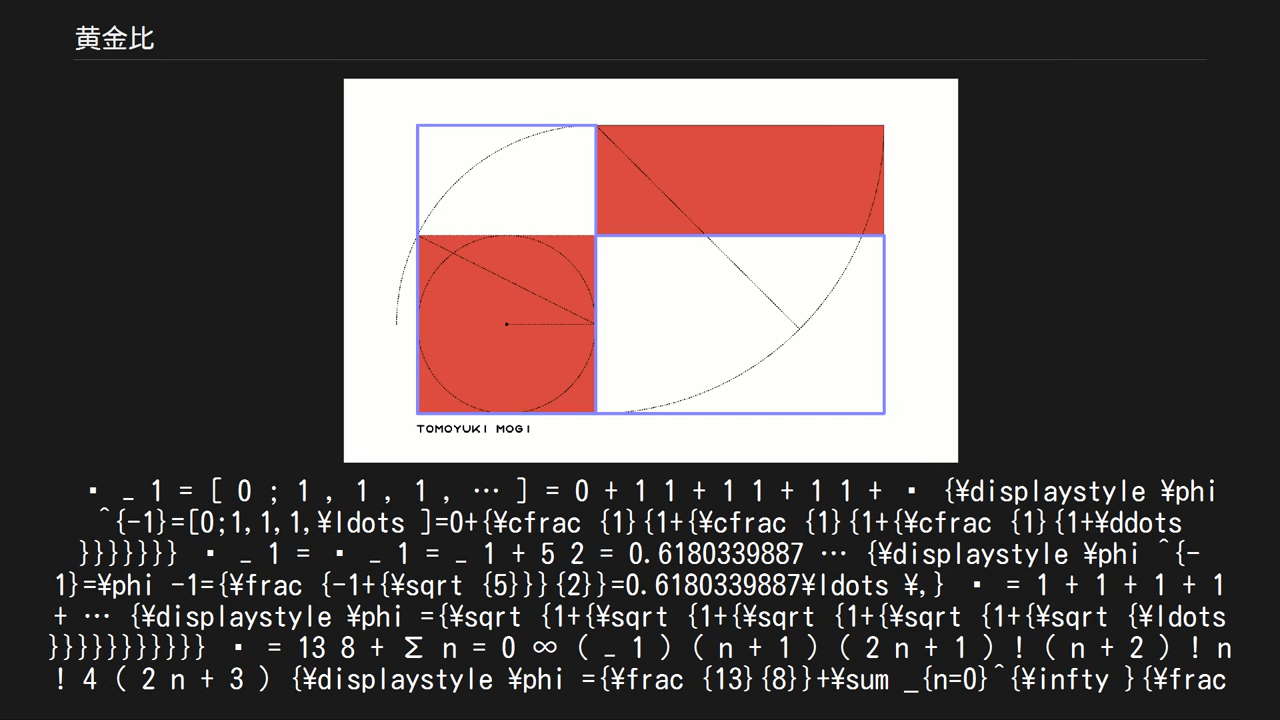 黄金比
TOMOYUKI MOGI
・ _ 1 = [ 0 ; 1 , 1 , 1 , … ] = 0 + 1 1 + 1 1 + 1 1 + ・ {¥displaystyle ¥phi
^{-1}=[0;1,1,1,¥ldots ]=0+{¥cfrac {1}{1+{¥cfrac {1}{1+{¥cfrac {1}{1+¥ddots
}}}}}}} ・ _ 1 = ・ _ 1 = _ 1 + 5 2 = 0.6180339887 … {¥displaystyle ¥phi ^{-
1}=¥phi -1={¥frac {-1+{¥sqrt {5}}}{2}}=0.6180339887¥ldots ¥,} ・ = 1 + 1 + 1 + 1
+ … {¥displaystyle ¥phi ={¥sqrt {1+{¥sqrt {1+{¥sqrt {1+{¥sqrt {1+{¥sqrt {¥ldots
}}}}}}}}}}} ・ = 13 8 + Σ n = 0 ∞ ( _ 1 ) ( n + 1 ) ( 2 n + 1 ) ! ( n + 2 ) ! n
! 4 ( 2 n + 3 ) {¥displaystyle ¥phi ={¥frac {13}{8}}+¥sum _{n=0}^{¥infty }{¥frac